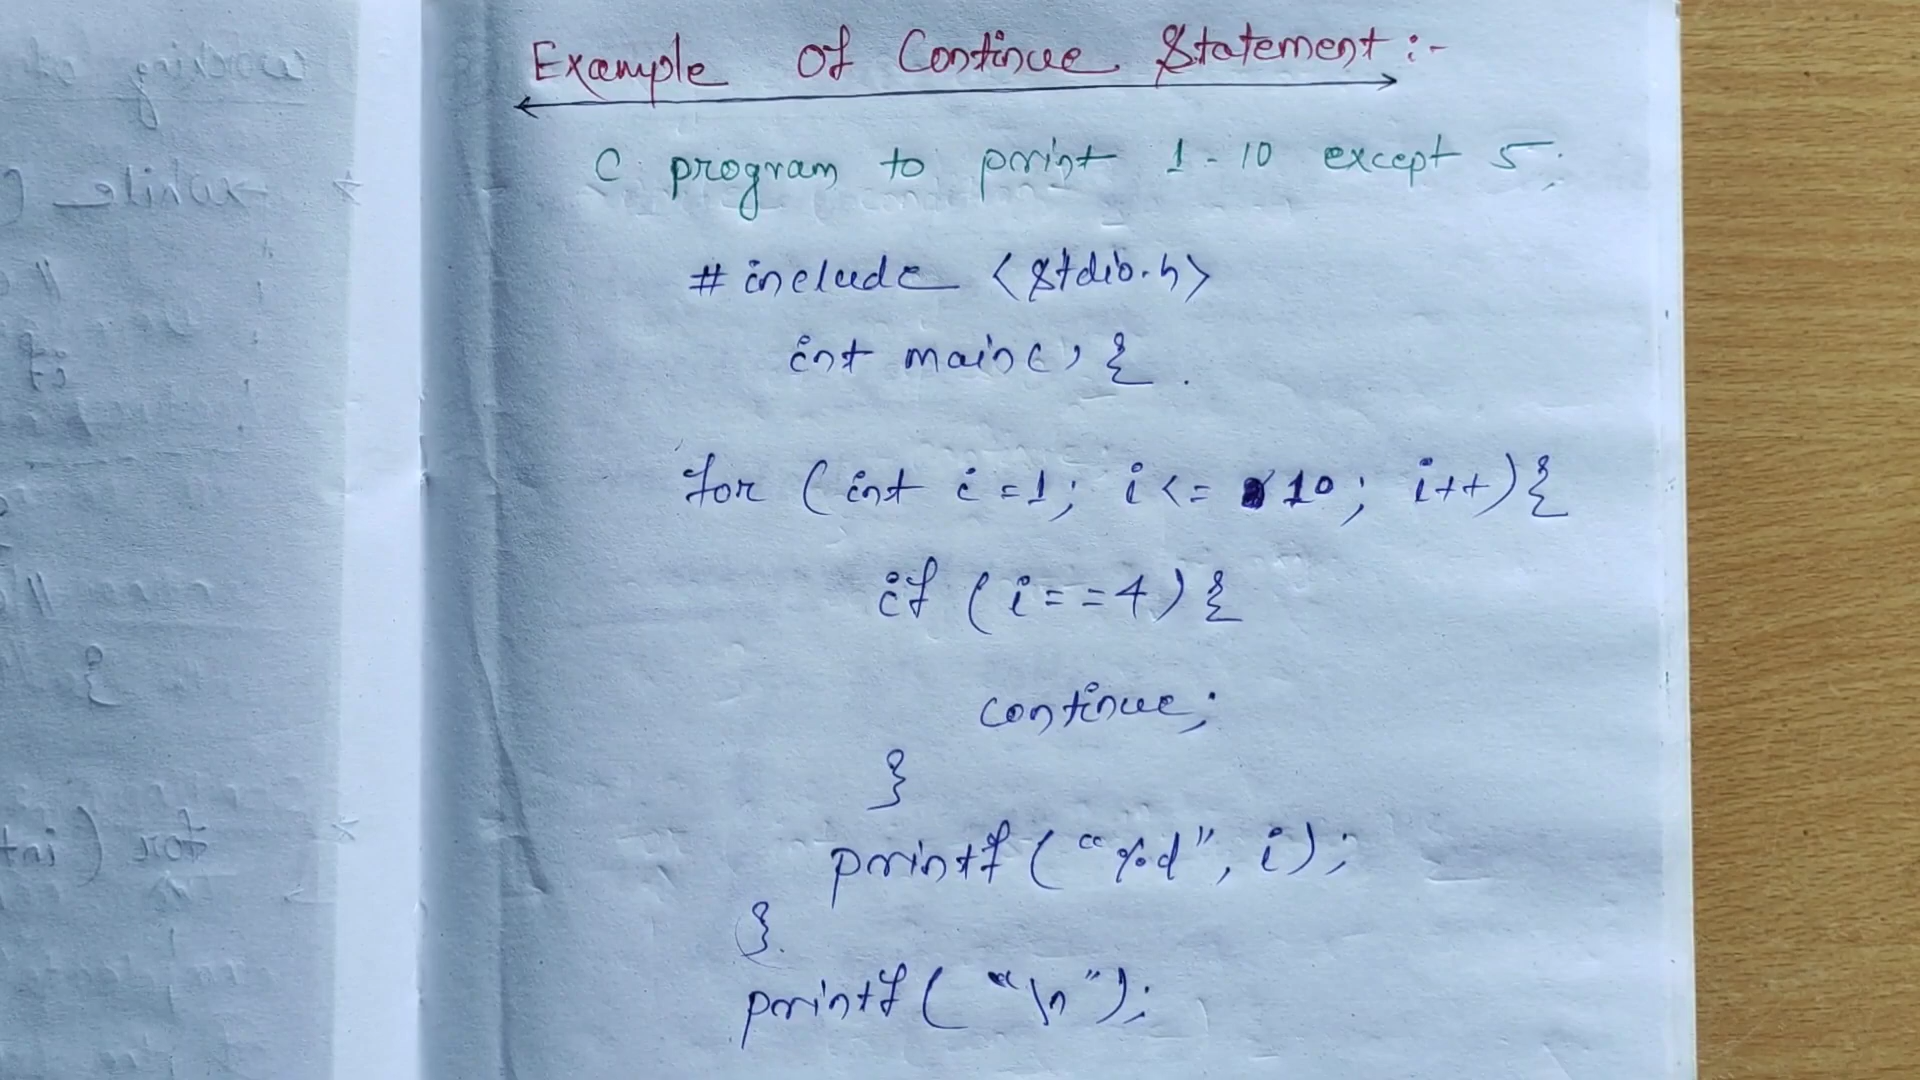 Example of Continue Statement:-
C program to print 1-10 except 5;
#include <stdio.h>
int main() {
for (int i=1; i<= 10; i++){
if (i==4) {
continue;
}
printf("%d", i);
}
printf("\n");